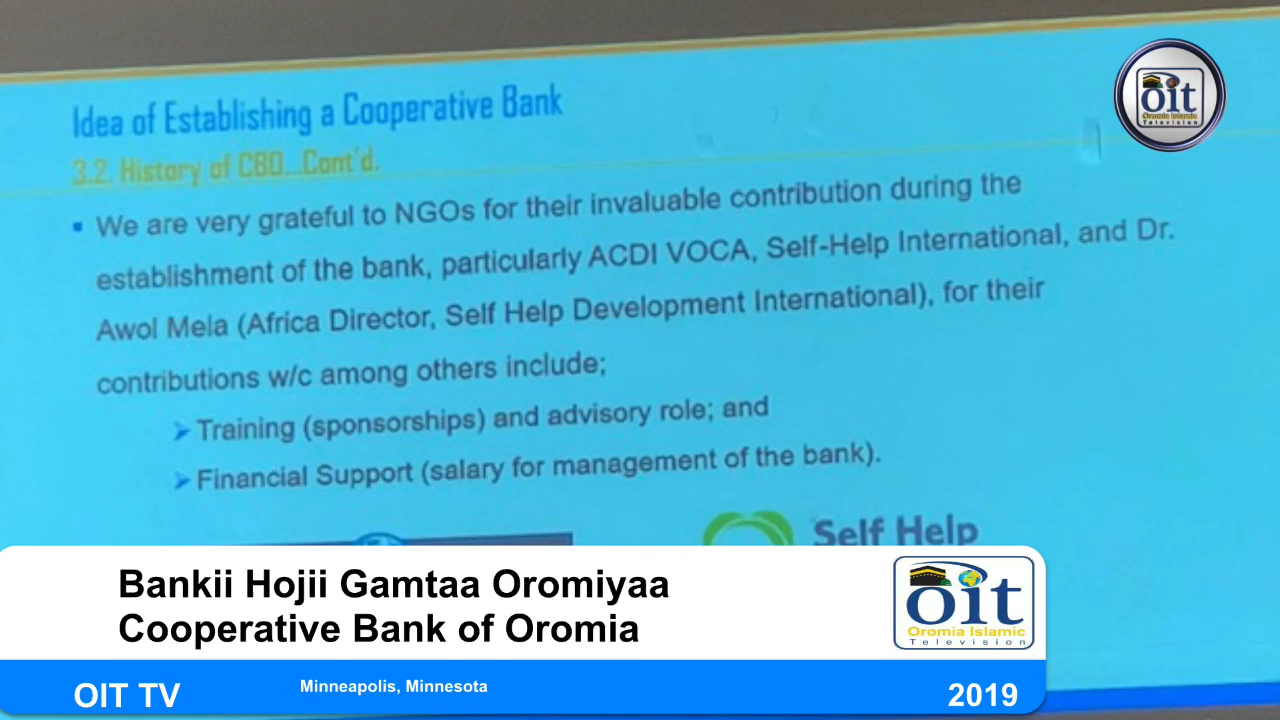 Idea of Establishing a Cooperative Bank
3.2. History of CBO...Cont'd.
oit
Oromia Islamic
Television
▪ We are very grateful to NGOs for their invaluable contribution during the
establishment of the bank, particularly ACDI VOCA, Self-Help International, and Dr.
Awol Mela (Africa Director, Self Help Development International), for their
contributions w/c among others include;
➢ Training (sponsorships) and advisory role; and
➢ Financial Support (salary for management of the bank).
Self Help
Bankii Hojii Gamtaa Oromiyaa
Cooperative Bank of Oromia
oit
Oromia Islamic
Television
OIT TV
Minneapolis, Minnesota
2019